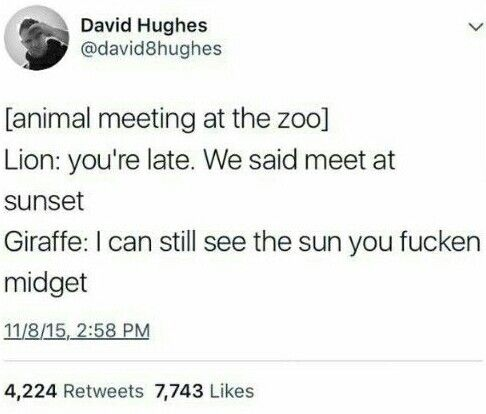 David Hughes
@david8hughes
[animal meeting at the zoo]
Lion: you're late. We said meet at
sunset
Giraffe: I can still see the sun you fucken
midget
11/8/15, 2:58 PM
4,224 Retweets 7,743 Likes